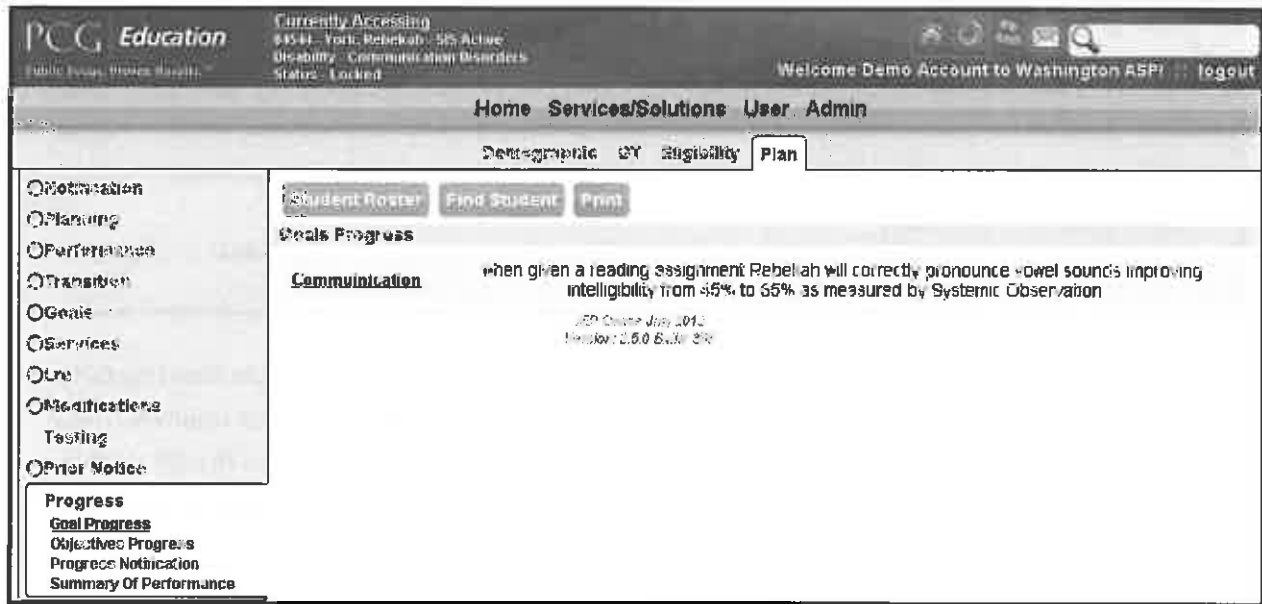 PCG Education
Public Focus. Proven Results.™
Currently Accessing
York, Rebekah - SIS Active
Disability - Communication Disorders
Status - Locked
Welcome Demo Account to Washington ASP! logout
Home Services/Solutions User Admin
Demographic Eligibility Plan
Notification
Planning
Performance
Transition
Goals
Services
Lre
Modifications
Testing
Prior Notice
Progress
Goal Progress
Objectives Progress
Progress Notification
Summary Of Performance
Student Roster Find Student Print
Goals Progress
Communication
when given a reading assignment Rebekah will correctly pronounce vowel sounds improving
intelligibility from 45% to 65% as measured by Systemic Observation